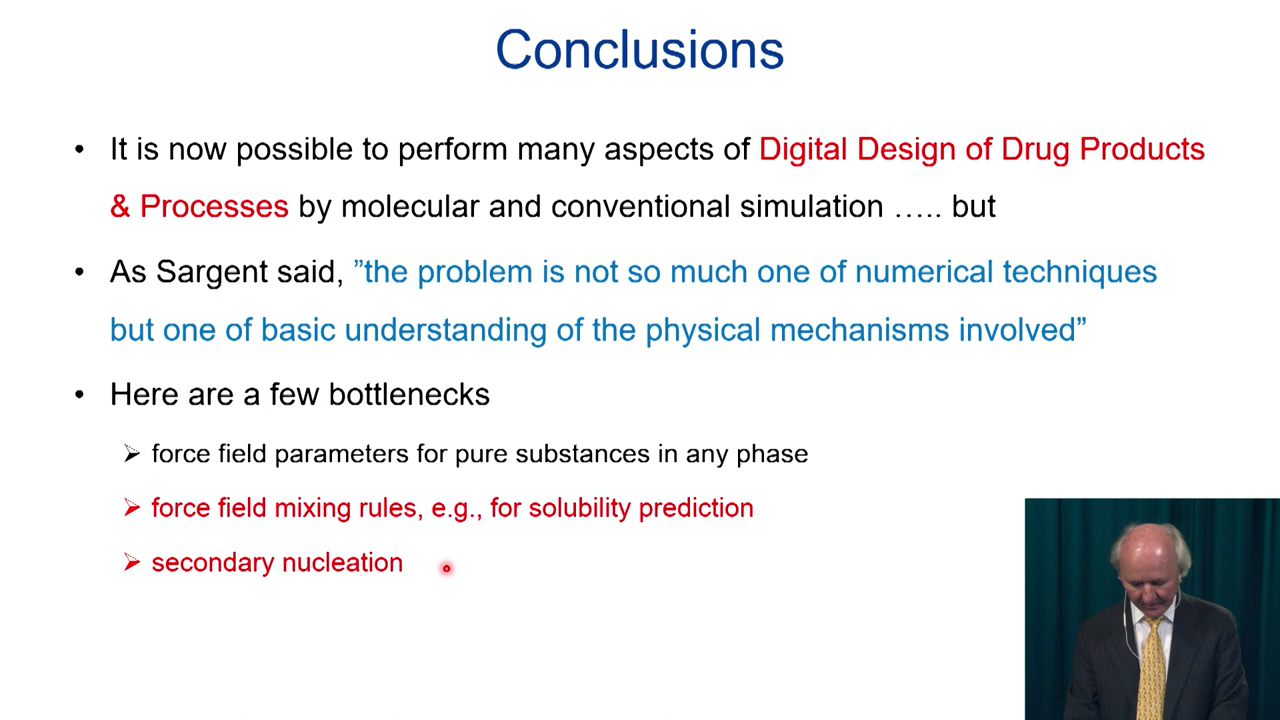 Conclusions
• It is now possible to perform many aspects of Digital Design of Drug Products
& Processes by molecular and conventional simulation ….. but
• As Sargent said, ”the problem is not so much one of numerical techniques
but one of basic understanding of the physical mechanisms involved”
• Here are a few bottlenecks
➢ force field parameters for pure substances in any phase
➢ force field mixing rules, e.g., for solubility prediction
➢ secondary nucleation